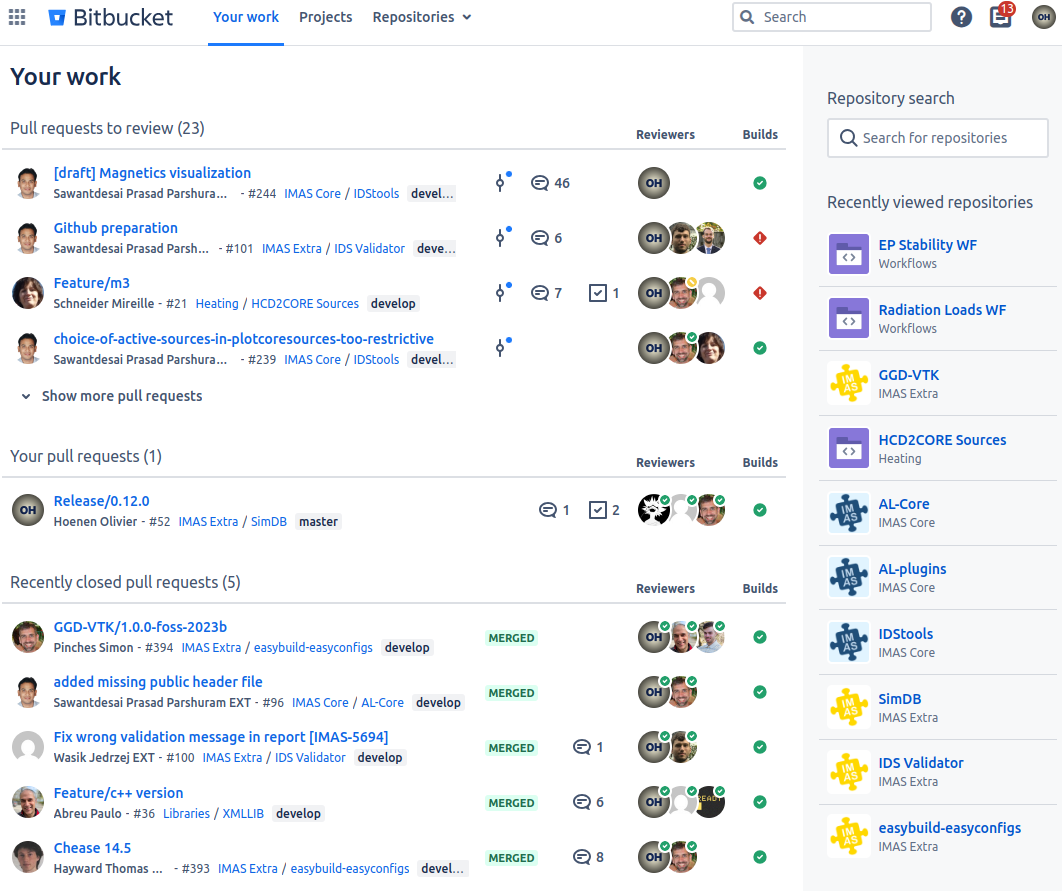 Bitbucket Your work Projects Repositories Search 13 OH
Your work
Pull requests to review (23) Reviewers Builds
[draft] Magnetics visualization
Sawantdesai Prasad Parshura... - #244 IMAS Core / IDStools devel... 46 OH
Github preparation
Sawantdesai Prasad Parsh... - #101 IMAS Extra / IDS Validator deve... 6 OH
Feature/m3
Schneider Mireille - #21 Heating / HCD2CORE Sources develop 7 1 OH
choice-of-active-sources-in-plotcoresources-too-restrictive
Sawantdesai Prasad Parshura... - #239 IMAS Core / IDStools devel... OH
Show more pull requests
Your pull requests (1) Reviewers Builds
Release/0.12.0
OH Hoenen Olivier - #52 IMAS Extra / SimDB master 1 2
Recently closed pull requests (5) Reviewers Builds
GGD-VTK/1.0.0-foss-2023b
Pinches Simon - #394 IMAS Extra / easybuild-easyconfigs develop MERGED OH
added missing public header file
Sawantdesai Prasad Parshuram EXT - #96 IMAS Core / AL-Core develop MERGED OH
Fix wrong validation message in report [IMAS-5694]
Wasik Jedrzej EXT - #100 IMAS Extra / IDS Validator develop MERGED 1 OH
Feature/c++ version
Abreu Paulo - #36 Libraries / XMLLIB develop MERGED 6 OH READY
Chease 14.5
Hayward Thomas ... - #393 IMAS Extra / easybuild-easyconfigs devel... MERGED 8 OH
Repository search
Search for repositories
Recently viewed repositories
EP Stability WF
Workflows
Radiation Loads WF
Workflows
IMAS GGD-VTK
IMAS Extra
HCD2CORE Sources
Heating
IMAS AL-Core
IMAS Core
IMAS AL-plugins
IMAS Core
IMAS IDStools
IMAS Core
IMAS SimDB
IMAS Extra
IMAS IDS Validator
IMAS Extra
IMAS easybuild-easyconfigs
IMAS Extra